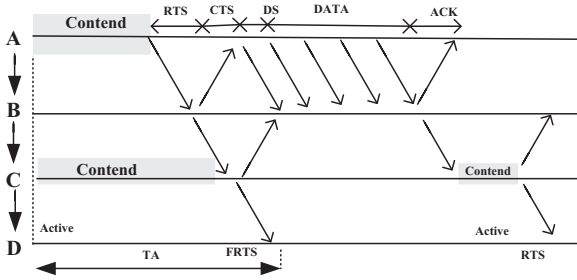 RTS CTS DS DATA ACK
Contend
A
B
Contend
C
Contend
Active
Active
D
TA
FRTS
RTS